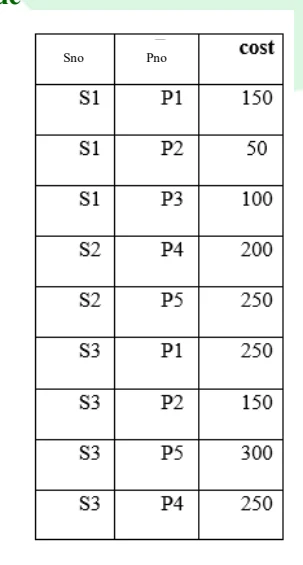 Sno Pno cost
S1 P1 150
S1 P2 50
S1 P3 100
S2 P4 200
S2 P5 250
S3 P1 250
S3 P2 150
S3 P5 300
S3 P4 250